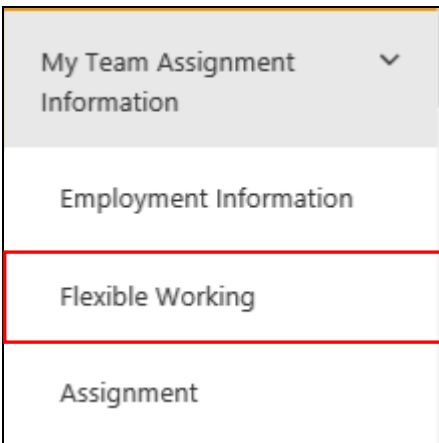 My Team Assignment
Information
Employment Information
Flexible Working
Assignment